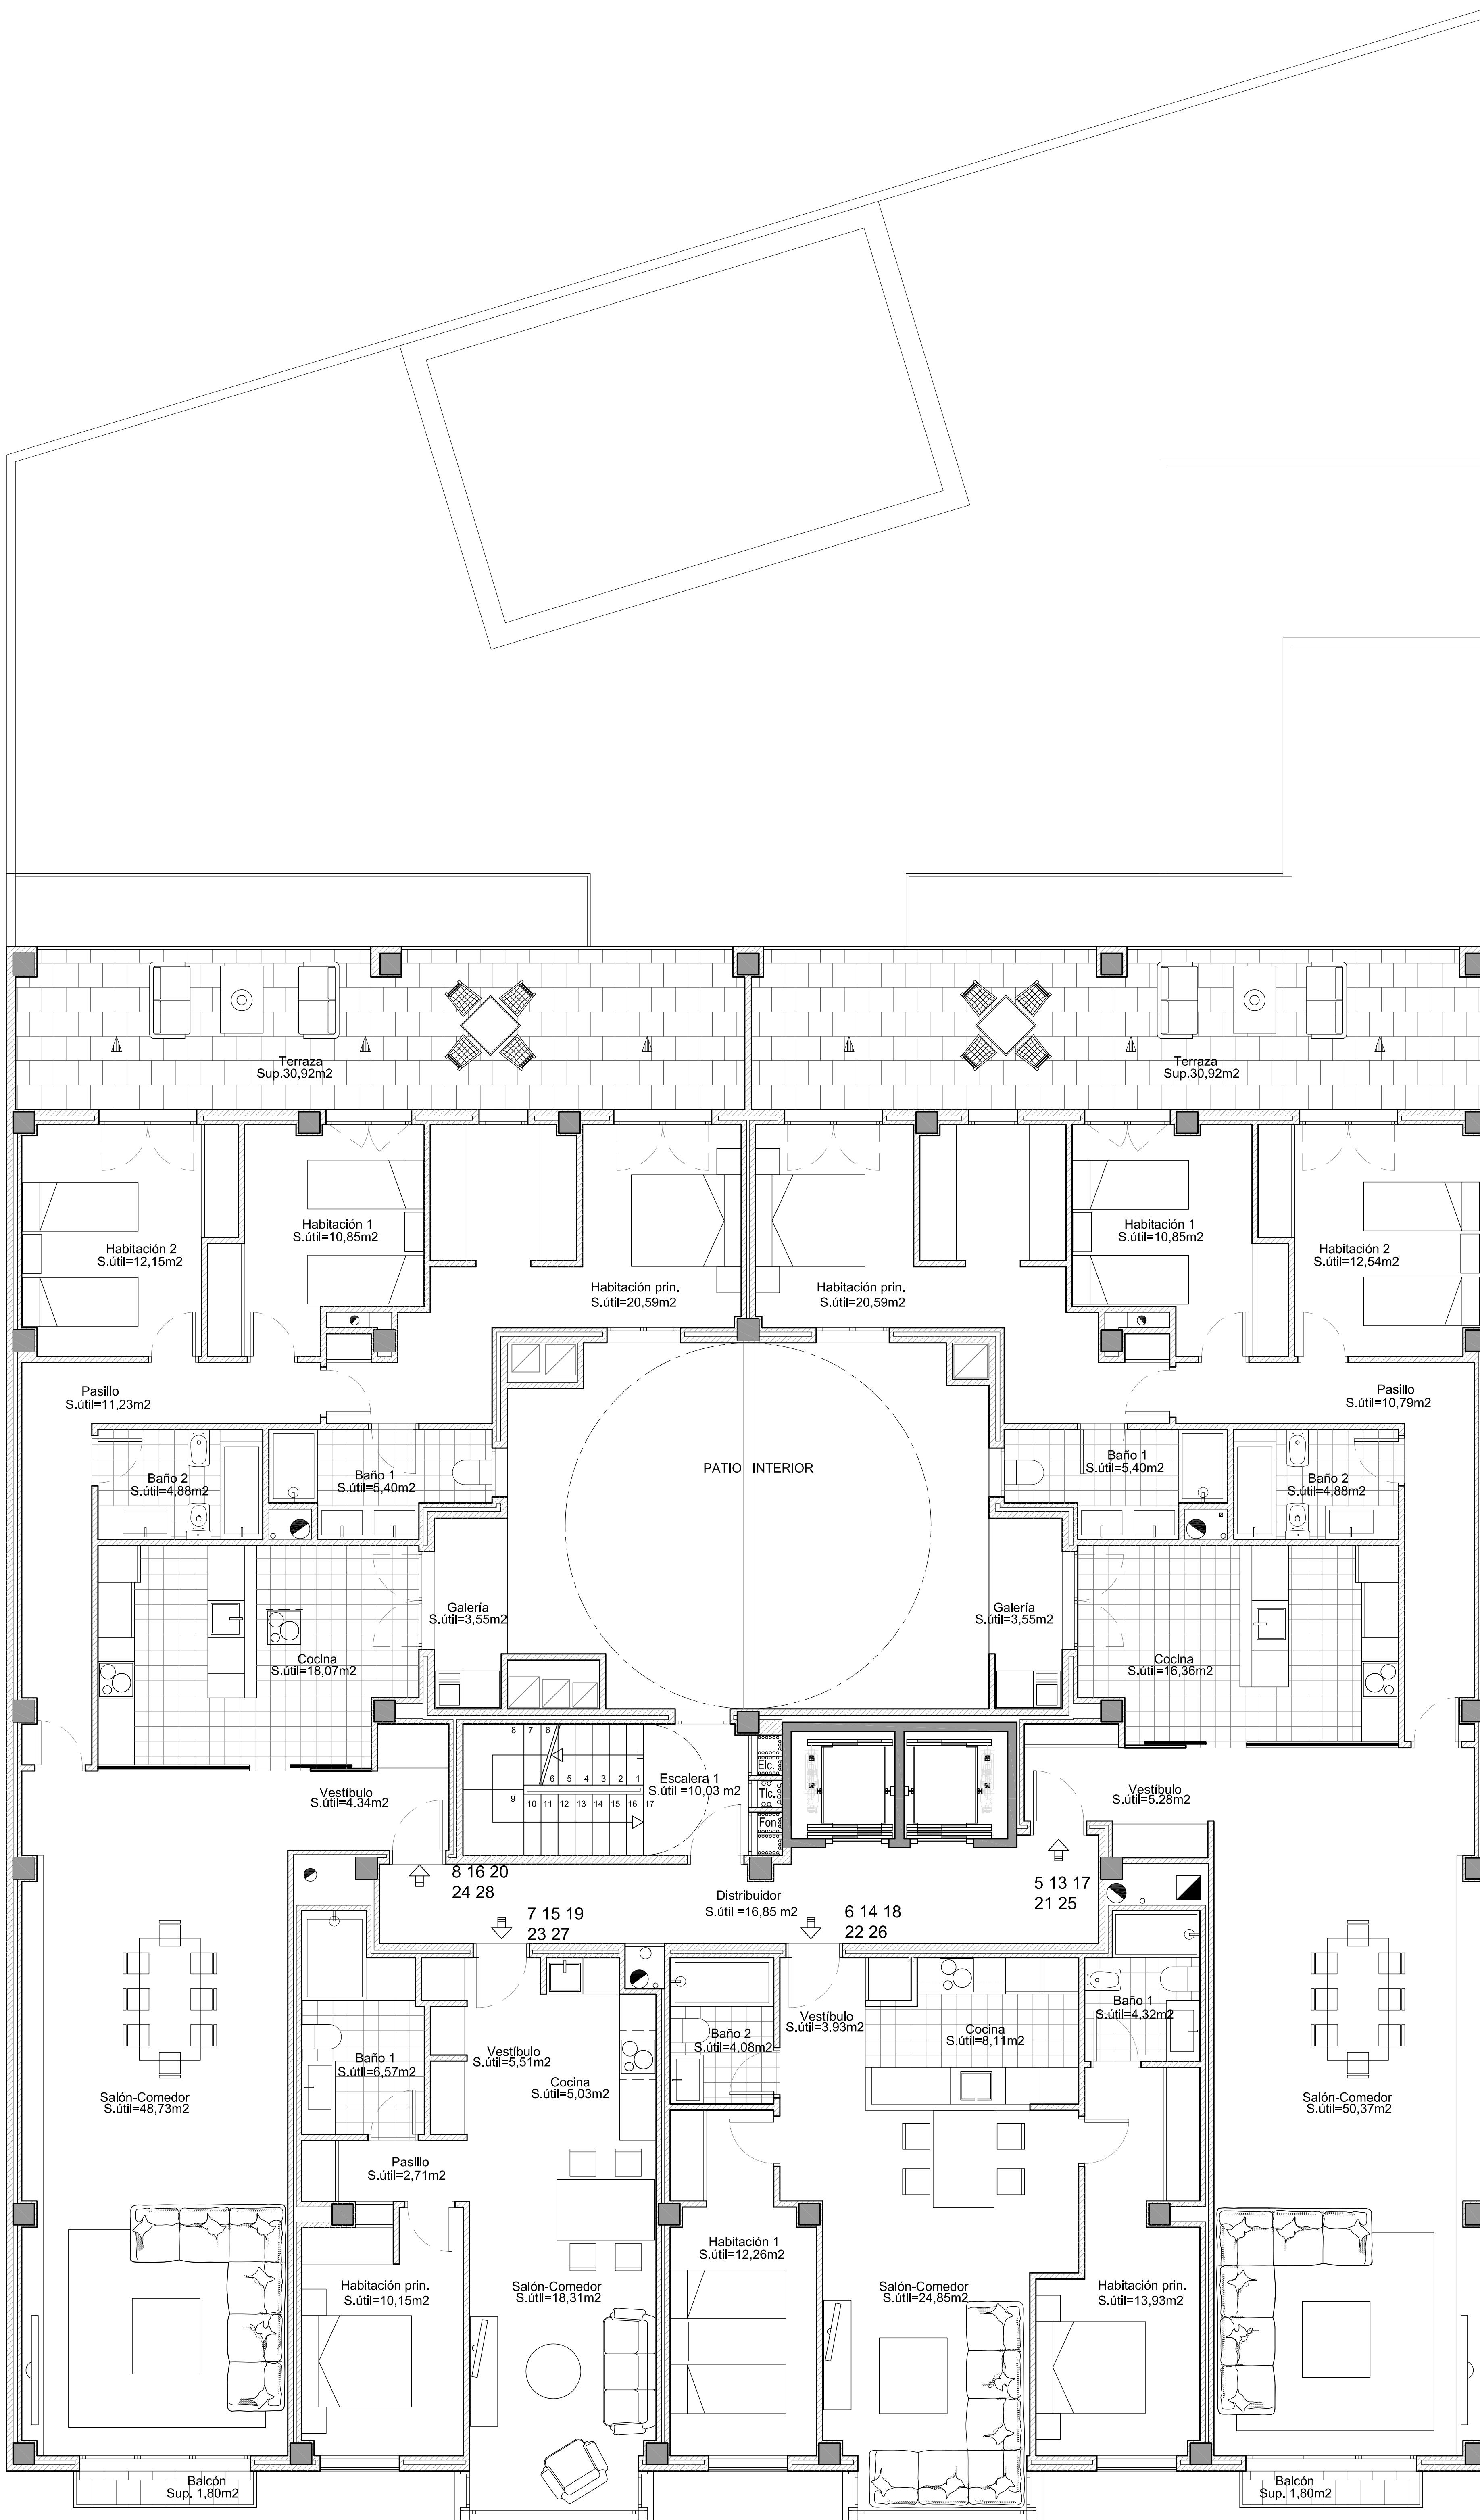 Terraza
Sup.30,92m2
Terraza
Sup.30,92m2
Habitación 2
S.útil=12,15m2
Habitación 1
S.útil=10,85m2
Habitación prin.
S.útil=20,59m2
Habitación prin.
S.útil=20,59m2
Habitación 1
S.útil=10,85m2
Habitación 2
S.útil=12,54m2
Pasillo
S.útil=11,23m2
Pasillo
S.útil=10,79m2
Baño 2
S.útil=4,88m2
Baño 1
S.útil=5,40m2
PATIO INTERIOR
Baño 1
S.útil=5,40m2
Baño 2
S.útil=4,88m2
Galería
S.útil=3,55m2
Galería
S.útil=3,55m2
Cocina
S.útil=18,07m2
Cocina
S.útil=16,36m2
8 7 6
6 5 4 3 2 1
9 10 11 12 13 14 15 16 17
Escalera 1
S.útil =10,03 m2
Elc.
Tlc.
Fon.
Vestíbulo
S.útil=4,34m2
Vestíbulo
S.útil=5,28m2
8 16 20
24 28
7 15 19
23 27
Distribuidor
S.útil =16,85 m2
6 14 18
22 26
5 13 17
21 25
Salón-Comedor
S.útil=48,73m2
Baño 1
S.útil=6,57m2
Vestíbulo
S.útil=5,51m2
Cocina
S.útil=5,03m2
Baño 2
S.útil=4,08m2
Vestíbulo
S.útil=3,93m2
Cocina
S.útil=8,11m2
Baño 1
S.útil=4,32m2
Salón-Comedor
S.útil=50,37m2
Pasillo
S.útil=2,71m2
Habitación prin.
S.útil=10,15m2
Salón-Comedor
S.útil=18,31m2
Habitación 1
S.útil=12,26m2
Salón-Comedor
S.útil=24,85m2
Habitación prin.
S.útil=13,93m2
Balcón
Sup. 1,80m2
Balcón
Sup. 1,80m2